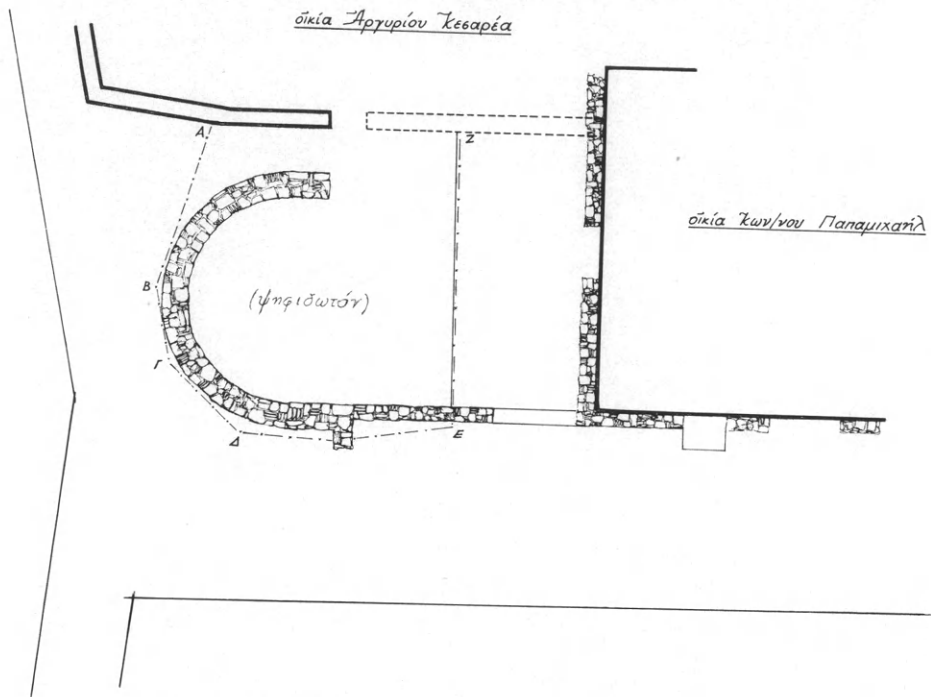 οἰκία Ἀργυρίου Κεσαρέα
Α
Ζ
οἰκία Κων/νου Παπαμιχαήλ
Β
(ψηφιδωτόν)
Γ
Δ
Ε